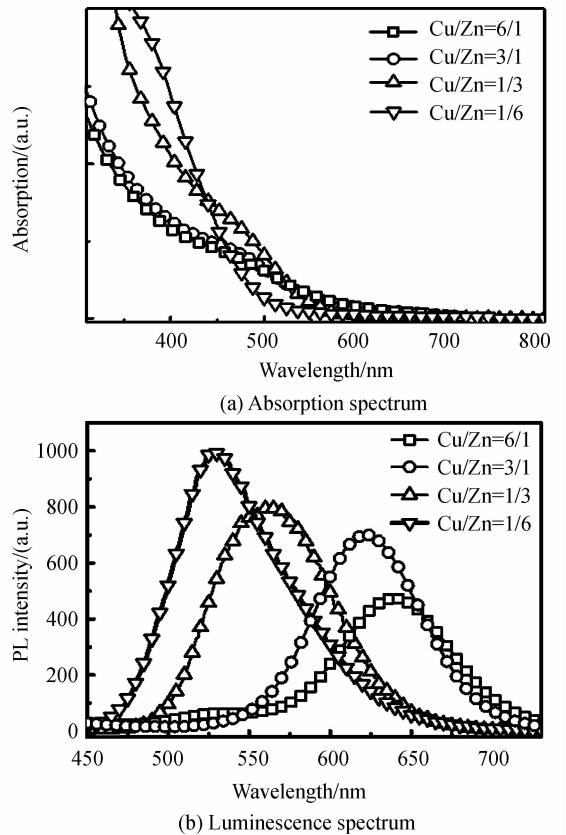 Cu/Zn=6/1
Cu/Zn=3/1
Cu/Zn=1/3
Cu/Zn=1/6
Absorption/(a.u.)
400 500 600 700 800
Wavelength/nm
(a) Absorption spectrum
1000
800
600
400
200
0
Cu/Zn=6/1
Cu/Zn=3/1
Cu/Zn=1/3
Cu/Zn=1/6
PL intensity/(a.u.)
450 500 550 600 650 700
Wavelength/nm
(b) Luminescence spectrum